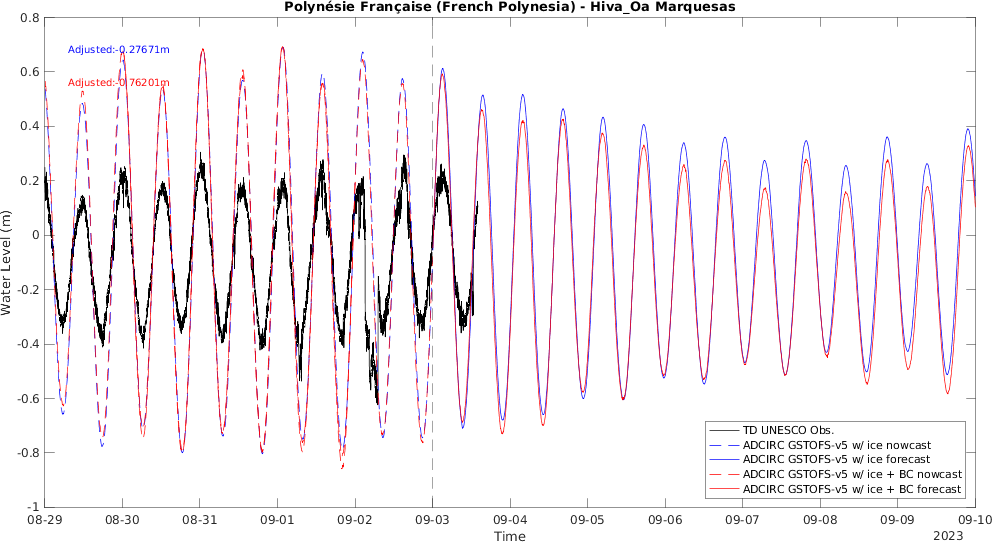 Polynésie Française (French Polynesia) - Hiva_Oa Marquesas
0.8
Adjusted:-0.27671m
0.6
Adjusted:-0.76201m
0.4
0.2
0
-0.2
-0.4
-0.6
-0.8
-1
Water Level (m)
TD UNESCO Obs.
ADCIRC GSTOFS-v5 w/ ice nowcast
ADCIRC GSTOFS-v5 w/ ice forecast
ADCIRC GSTOFS-v5 w/ ice + BC nowcast
ADCIRC GSTOFS-v5 w/ ice + BC forecast
08-29 08-30 08-31 09-01 09-02 09-03 09-04 09-05 09-06 09-07 09-08 09-09 09-10
Time
2023